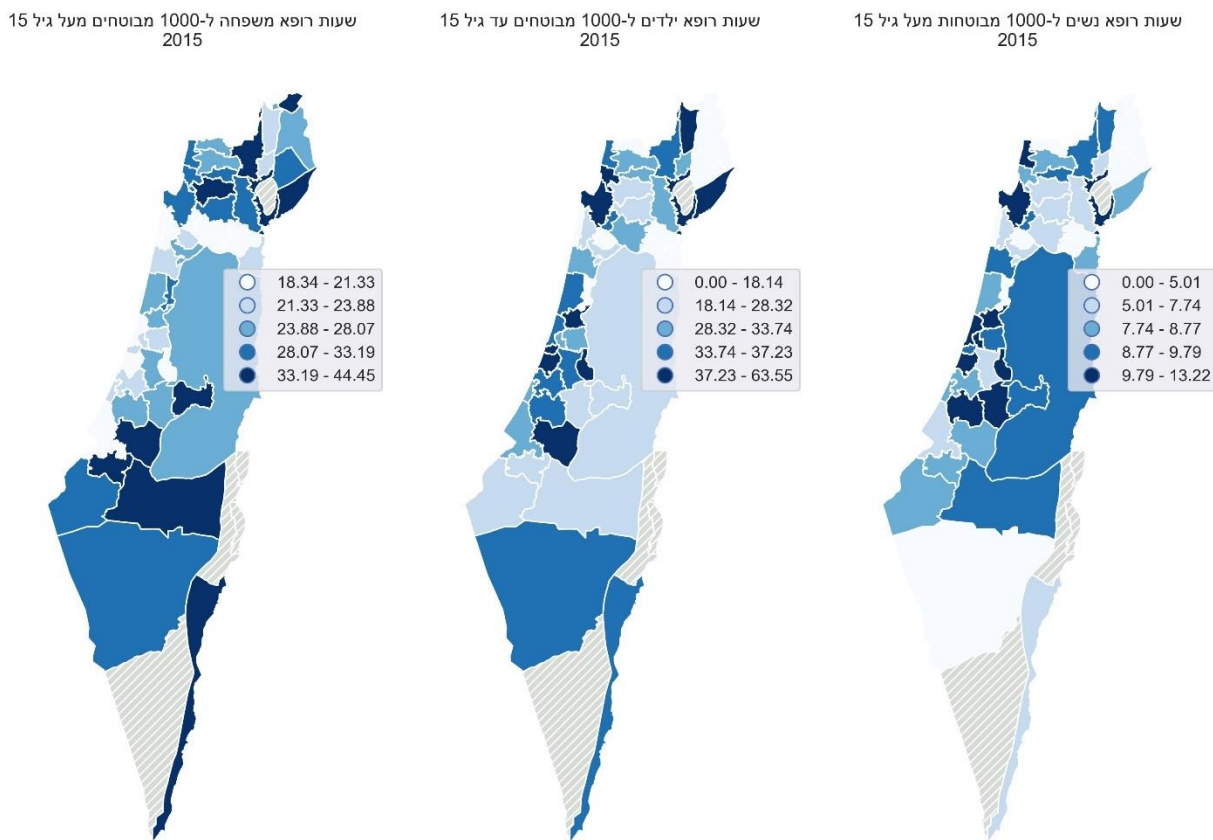 שעות רופא משפחה ל-1000 מבוטחים מעל גיל 15
2015
18.34 - 21.33
21.33 - 23.88
23.88 - 28.07
28.07 - 33.19
33.19 - 44.45
שעות רופא ילדים ל-1000 מבוטחים עד גיל 15
2015
0.00 - 18.14
18.14 - 28.32
28.32 - 33.74
33.74 - 37.23
37.23 - 63.55
שעות רופא נשים ל-1000 מבוטחות מעל גיל 15
2015
0.00 - 5.01
5.01 - 7.74
7.74 - 8.77
8.77 - 9.79
9.79 - 13.22